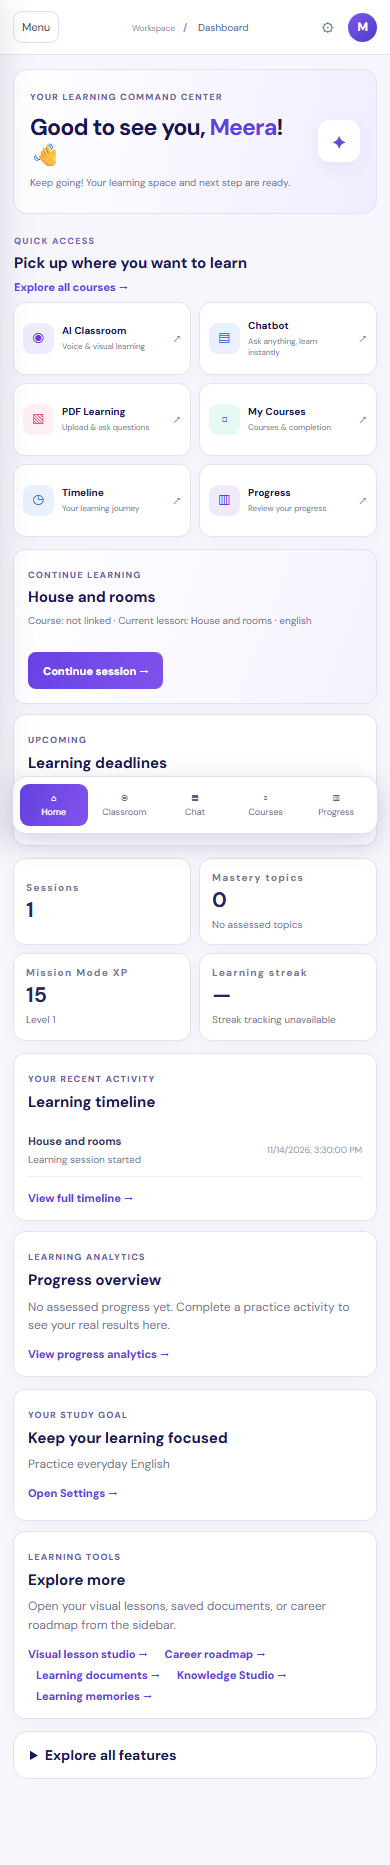 Menu
Workspace / Dashboard
M
YOUR LEARNING COMMAND CENTER
Good to see you, Meera!
👋
Keep going! Your learning space and next step are ready.
QUICK ACCESS
Pick up where you want to learn
Explore all courses →
AI Classroom
Voice & visual learning
↗
Chatbot
Ask anything, learn
instantly
↗
PDF Learning
Upload & ask questions
↗
My Courses
Courses & completion
↗
Timeline
Your learning journey
↗
Progress
Review your progress
↗
CONTINUE LEARNING
House and rooms
Course: not linked · Current lesson: House and rooms · english
Continue session →
UPCOMING
Learning deadlines
Home
Classroom
Chat
Courses
Progress
Sessions
1
Mastery topics
0
No assessed topics
Mission Mode XP
15
Level 1
Learning streak
—
Streak tracking unavailable
YOUR RECENT ACTIVITY
Learning timeline
House and rooms
Learning session started
11/14/2026, 3:30:00 PM
View full timeline →
LEARNING ANALYTICS
Progress overview
No assessed progress yet. Complete a practice activity to
see your real results here.
View progress analytics →
YOUR STUDY GOAL
Keep your learning focused
Practice everyday English
Open Settings →
LEARNING TOOLS
Explore more
Open your visual lessons, saved documents, or career
roadmap from the sidebar.
Visual lesson studio → Career roadmap →
Learning documents → Knowledge Studio →
Learning memories →
▶ Explore all features